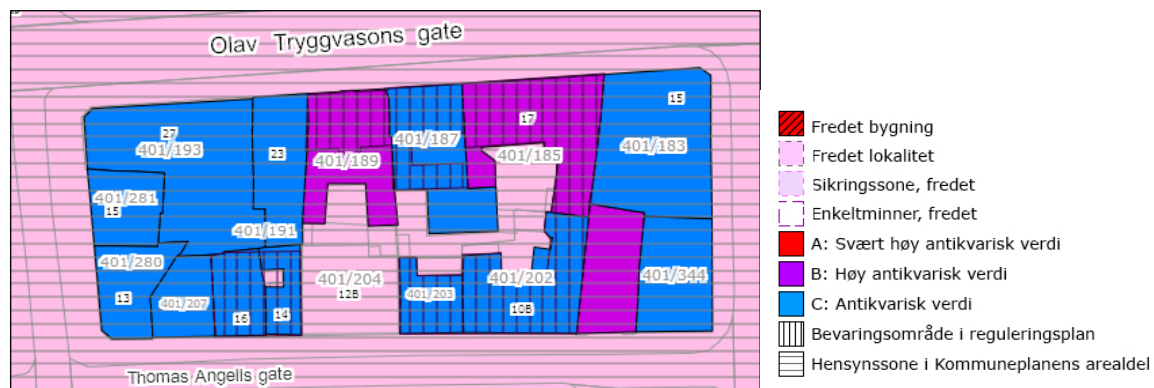 Olav Tryggvasons gate
15
17
27
401/193
23
401/187
401/189
401/185
401/183
401/281
15
401/191
401/280
13
401/207
16
14
401/204
12B
401/203
401/202
10B
401/344
Thomas Angells gate
Fredet bygning
Fredet lokalitet
Sikringssone, fredet
Enkeltminner, fredet
A: Svært høy antikvarisk verdi
B: Høy antikvarisk verdi
C: Antikvarisk verdi
Bevaringsområde i reguleringsplan
Hensynssone i Kommuneplanens arealdel